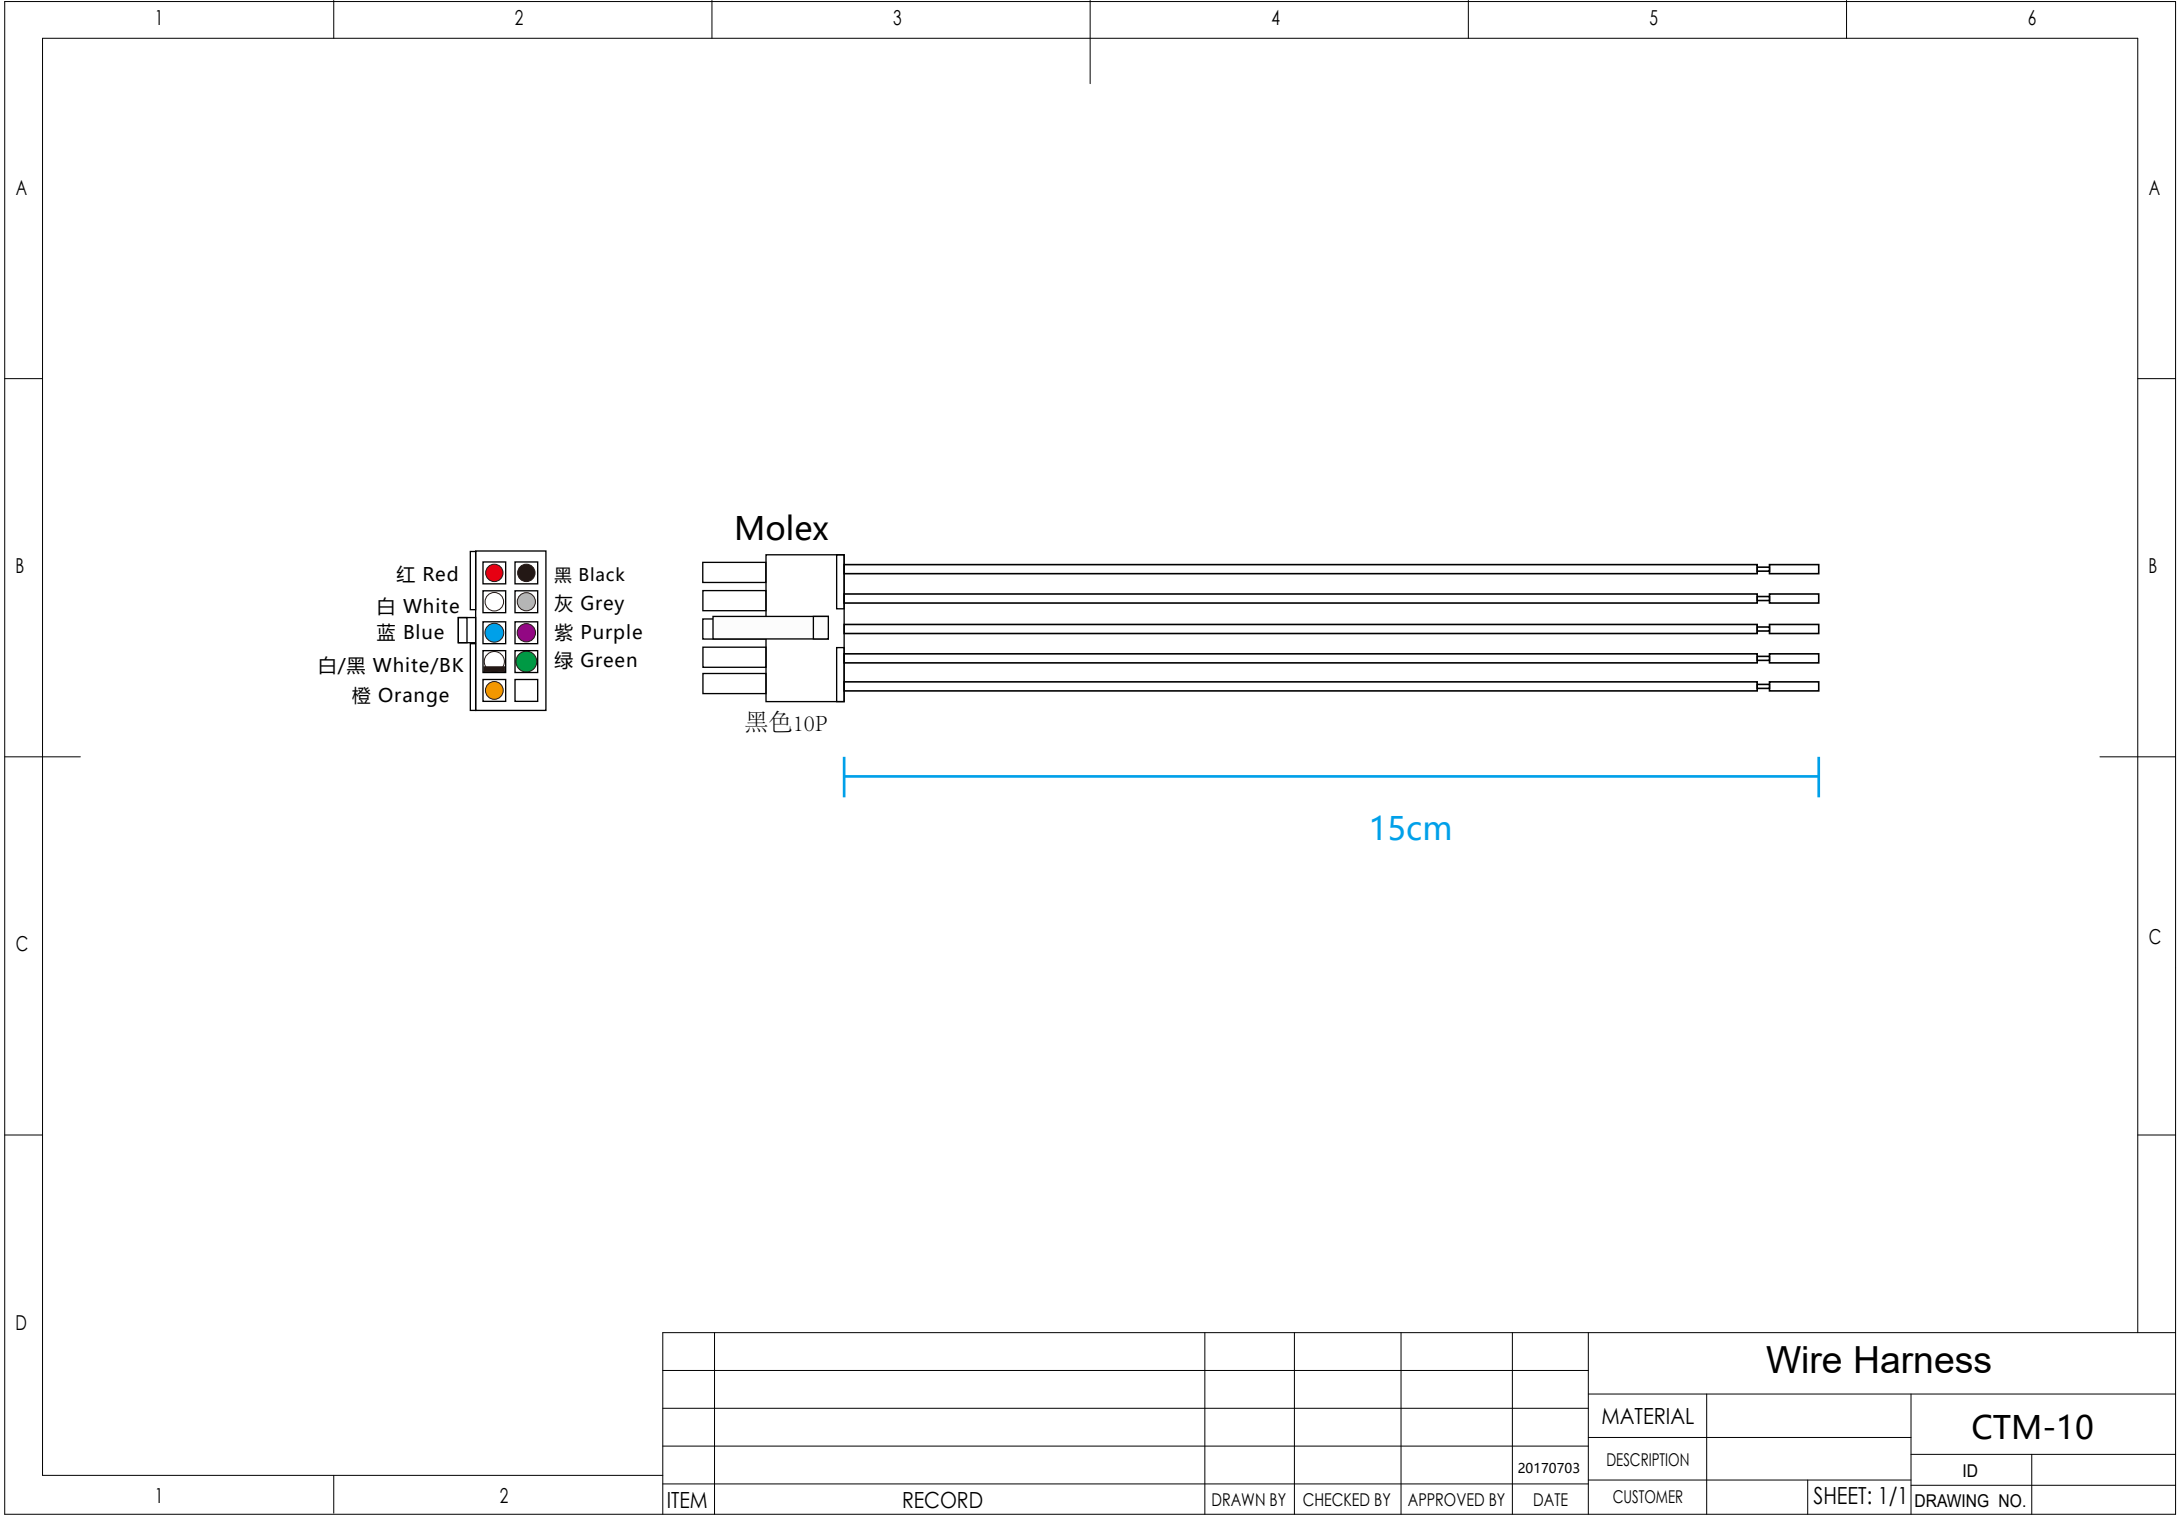 1 2 3 4 5 6
A A
Molex
B B
红 Red 黑 Black
白 White 灰 Grey
蓝 Blue 紫 Purple
白/黑 White/BK 绿 Green
橙 Orange
黑色10P
15cm
C C
D
Wire Harness
MATERIAL
CTM-10
20170703 DESCRIPTION
ID
1 2
ITEM RECORD DRAWN BY CHECKED BY APPROVED BY DATE CUSTOMER SHEET: 1/1 DRAWING NO.